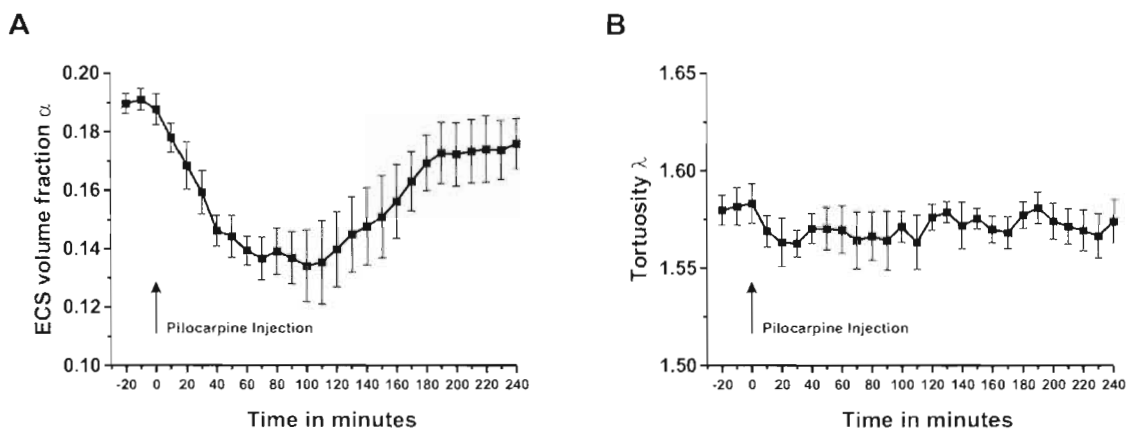 A
B
0.20
0.18
0.16
0.14
0.12
0.10
ECS volume fraction α
Pilocarpine Injection
-20 0 20 40 60 80 100 120 140 160 180 200 220 240
Time in minutes
1.65
1.60
1.55
1.50
Tortuosity λ
Pilocarpine Injection
-20 0 20 40 60 80 100 120 140 160 180 200 220 240
Time in minutes